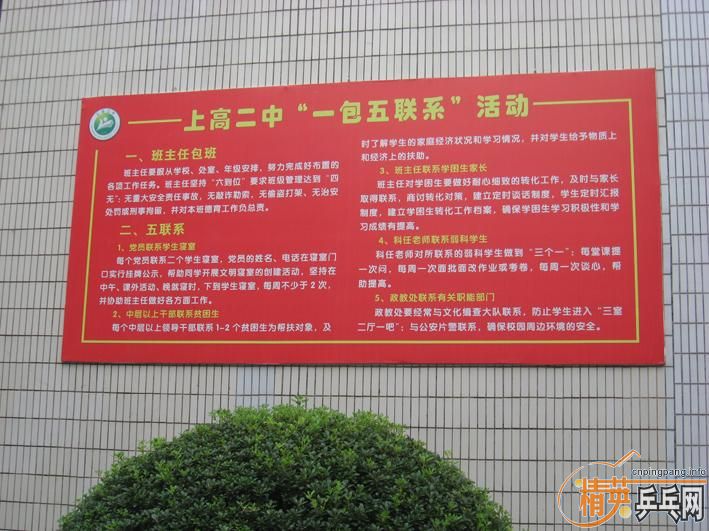 上高二中“一包五联系”活动
一、班主任包班
班主任要服从学校、处室、年级安排，努力完成好布置的
各项工作任务。班主任坚持“六到位”要求班级管理达到“四
无”：无重大安全责任事故，无敲诈勒索、无偷盗打架、无治安
处罚或刑事拘留，并对本班德育工作负总责。
二、五联系
1、党员联系学生寝室
每个党员联系二个学生寝室，党员的姓名、电话在寝室门
口实行挂牌公示，帮助同学开展文明寝室的创建活动，坚持在
中午、课外活动、晚就寝时，下到学生寝室，每周不少于2次，
并协助班主任做好各方面工作。
2、中层以上干部联系贫困生
每个中层以上领导干部联系1-2个贫困生为帮扶对象，及
时了解学生的家庭经济状况和学习情况，并对学生给予物质上
和经济上的扶助。
3、班主任联系学困生家长
班主任对学困生要做好耐心细致的转化工作，及时与家长
取得联系，商讨转化对策，建立定时谈话制度，学生定时汇报
制度，建立学困生转化工作档案，确保学困生学习积极性和学
习成绩有提高。
4、科任老师联系弱科学生
科任老师对所联系的弱科学生做到“三个一”：每堂课提
一次问，每周一次面批面改作业或考卷，每周一次谈心，帮
助提高。
5、政教处联系有关职能部门
政教处要经常与文化缉查大队联系，防止学生进入“三室
二厅一吧”；与公安片警联系，确保校园周边环境的安全。
cnpingpang.info
精英乒乓网